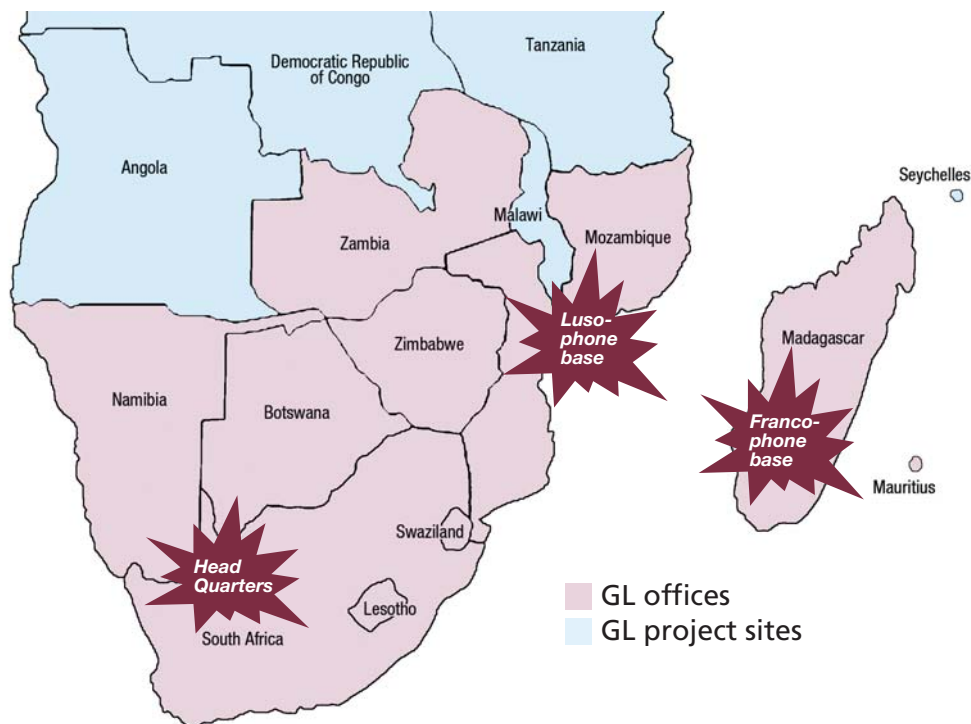 Tanzania
Democratic Republic
of Congo
Angola
Seychelles
Malawi
Zambia
Mozambique
Luso-
phone
base
Zimbabwe
Madagascar
Namibia
Botswana
Franco-
phone
base
Mauritius
Swaziland
Head
Quarters
Lesotho
South Africa
GL offices
GL project sites